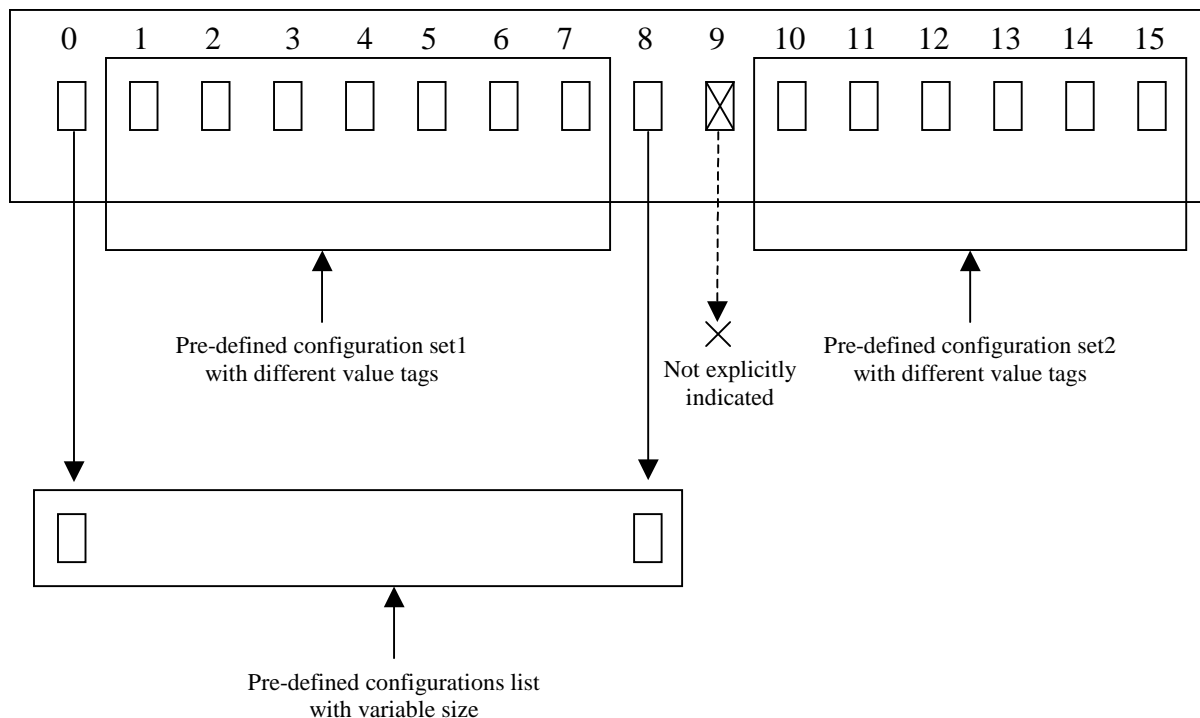 0 1 2 3 4 5 6 7 8 9 10 11 12 13 14 15
Pre-defined configuration set1
with different value tags
Not explicitly
indicated
Pre-defined configuration set2
with different value tags
Pre-defined configurations list
with variable size